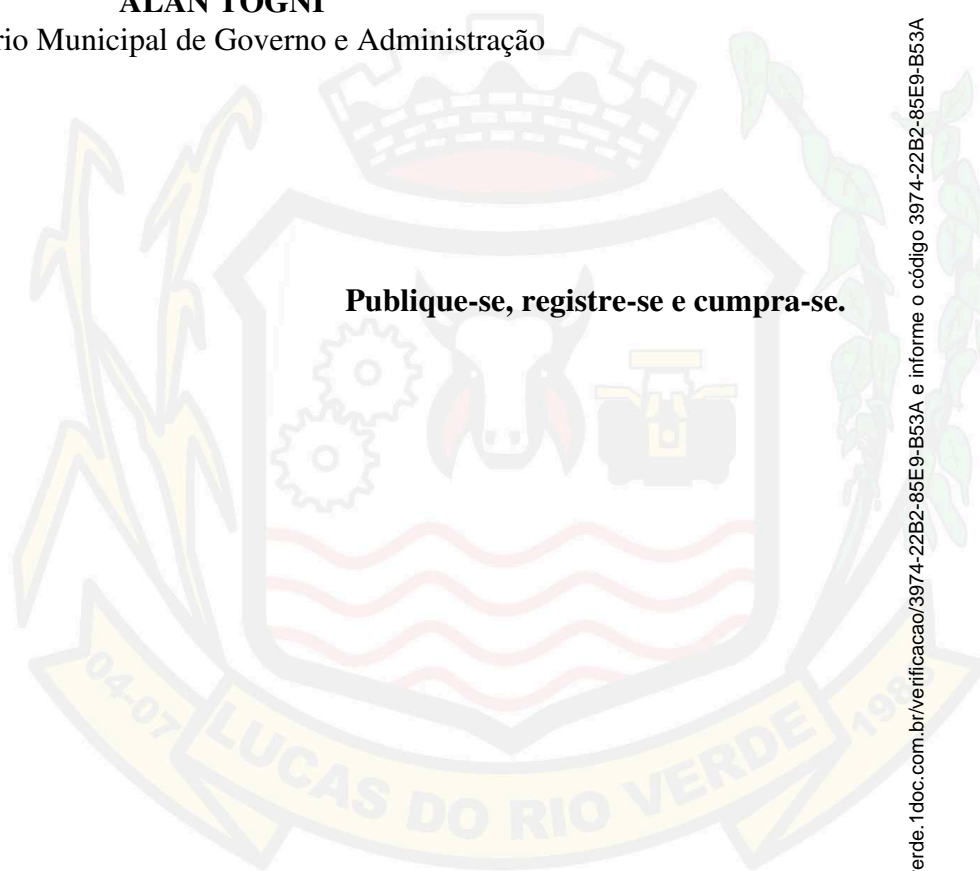 ALAN TOGNI
rio Municipal de Governo e Administração
Publique-se, registre-se e cumpra-se.
04-07
LUCAS DO RIO VERDE
1988
erde.1doc.com.br/verificacao/3974-22B2-85E9-B53A e informe o código 3974-22B2-85E9-B53A